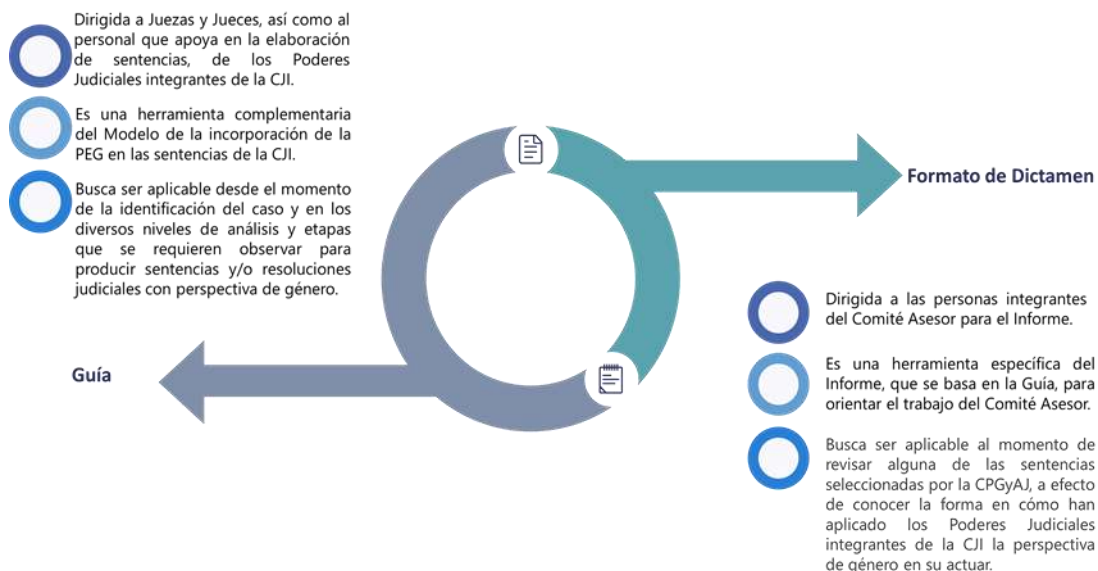 Dirigida a Juezas y Jueces, así como al
personal que apoya en la elaboración
de sentencias, de los Poderes
Judiciales integrantes de la CJI.
Es una herramienta complementaria
del Modelo de la incorporación de la
PEG en las sentencias de la CJI.
Busca ser aplicable desde el momento
de la identificación del caso y en los
diversos niveles de análisis y etapas
que se requieren observar para
producir sentencias y/o resoluciones
judiciales con perspectiva de género.
Guía
Formato de Dictamen
Dirigida a las personas integrantes
del Comité Asesor para el Informe.
Es una herramienta específica del
Informe, que se basa en la Guía, para
orientar el trabajo del Comité Asesor.
Busca ser aplicable al momento de
revisar alguna de las sentencias
seleccionadas por la CPGyAJ, a efecto
de conocer la forma en cómo han
aplicado los Poderes Judiciales
integrantes de la CJI la perspectiva
de género en su actuar.